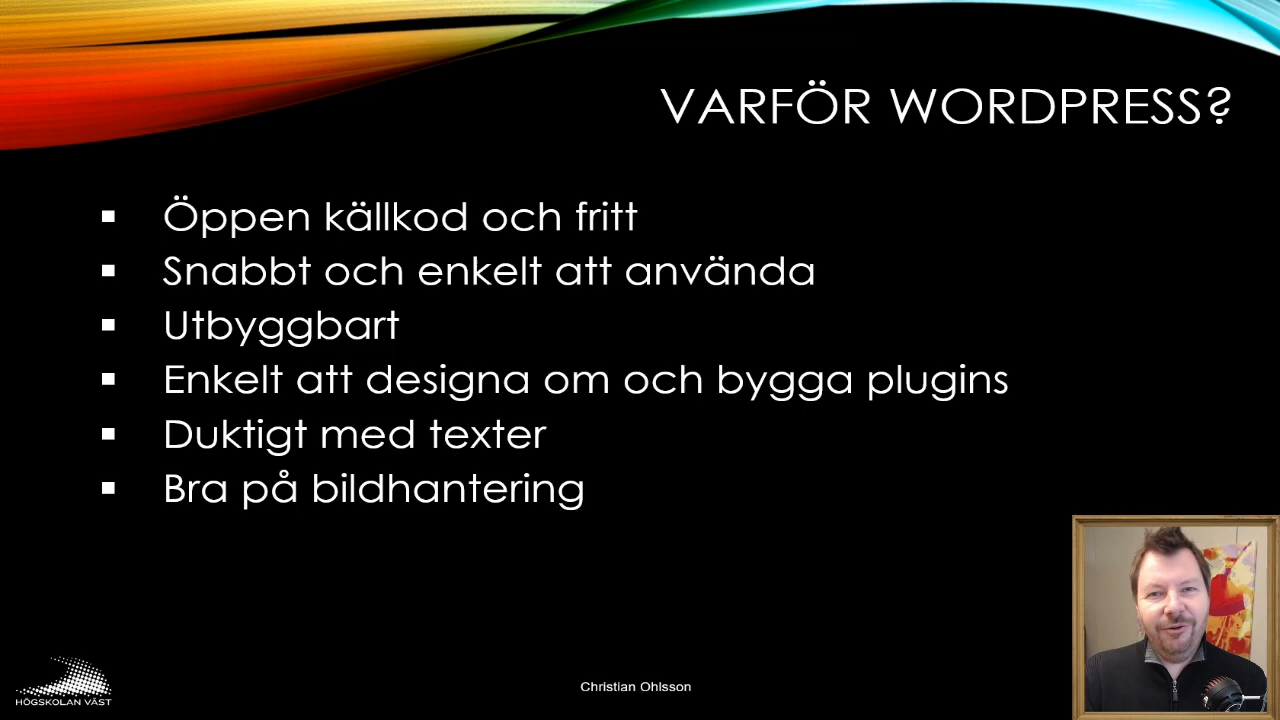 VARFÖR WORDPRESS?
Öppen källkod och fritt
Snabbt och enkelt att använda
Utbyggbart
Enkelt att designa om och bygga plugins
Duktigt med texter
Bra på bildhantering
HÖGSKOLAN VÄST
Christian Ohlsson